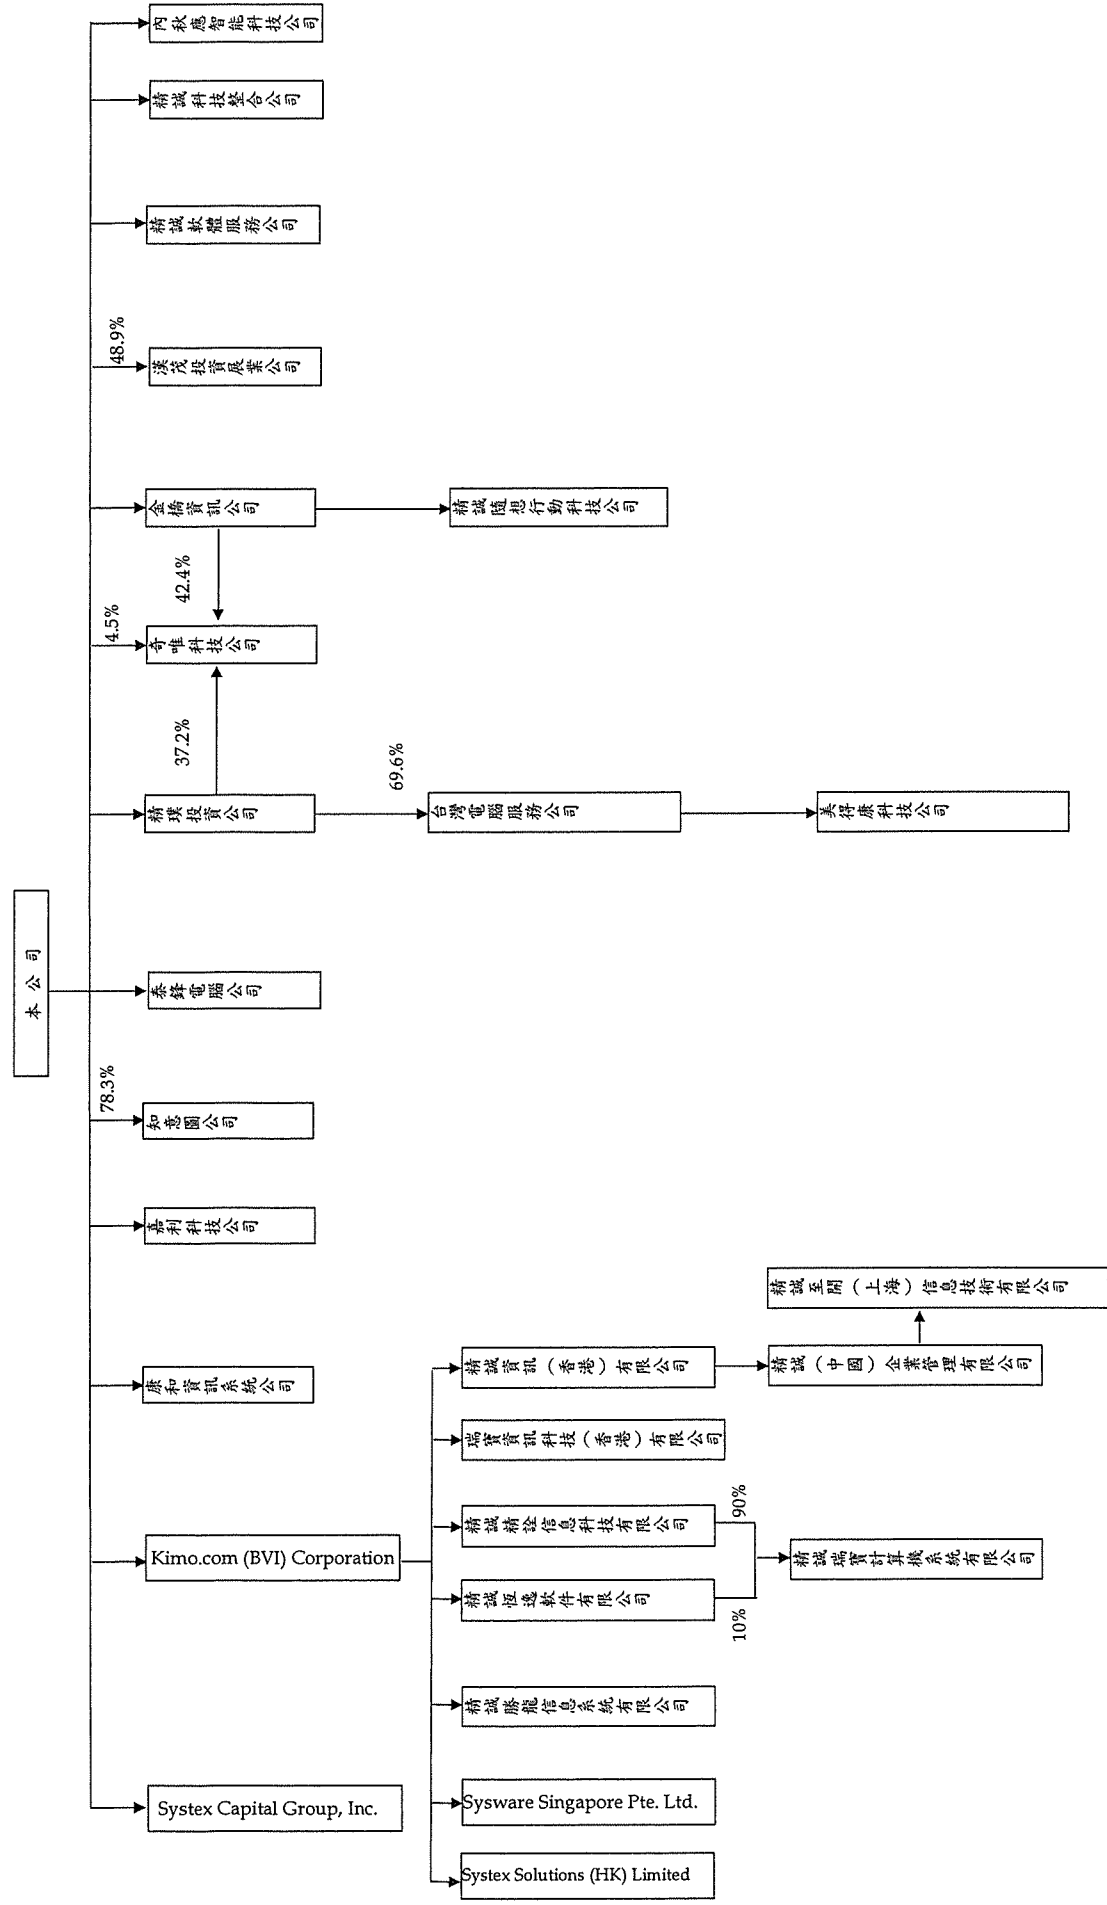 本公司
Systex Capital Group, Inc.
Kimo.com (BVI) Corporation
康和資訊系統公司
嘉利科技公司
78.3%
知意圖公司
泰鋒電腦公司
精璞投資公司
4.5%
奇唯科技公司
金橋資訊公司
48.9%
漢茂投資展業公司
精誠軟體服務公司
精誠科技整合公司
內秋應智能科技公司
37.2%
42.4%
69.6%
Systex Solutions (HK) Limited
Sysware Singapore Pte. Ltd.
精誠勝龍信息系統有限公司
精誠恆逸軟件有限公司
精誠精詮信息科技有限公司
瑞寶資訊科技（香港）有限公司
精誠資訊（香港）有限公司
台灣電腦服務公司
精誠隨想行動科技公司
10%
90%
精誠瑞寶計算機系統有限公司
精誠（中國）企業管理有限公司
精誠至開（上海）信息技術有限公司
美得康科技公司